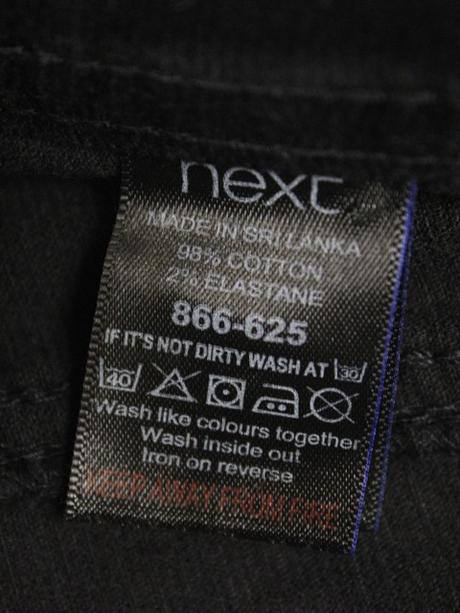 next
MADE IN SRI LANKA
98% COTTON
2% ELASTANE
866-625
IF IT'S NOT DIRTY WASH AT 30
40
Wash like colours together
Wash inside out
Iron on reverse
KEEP AWAY FROM FIRE